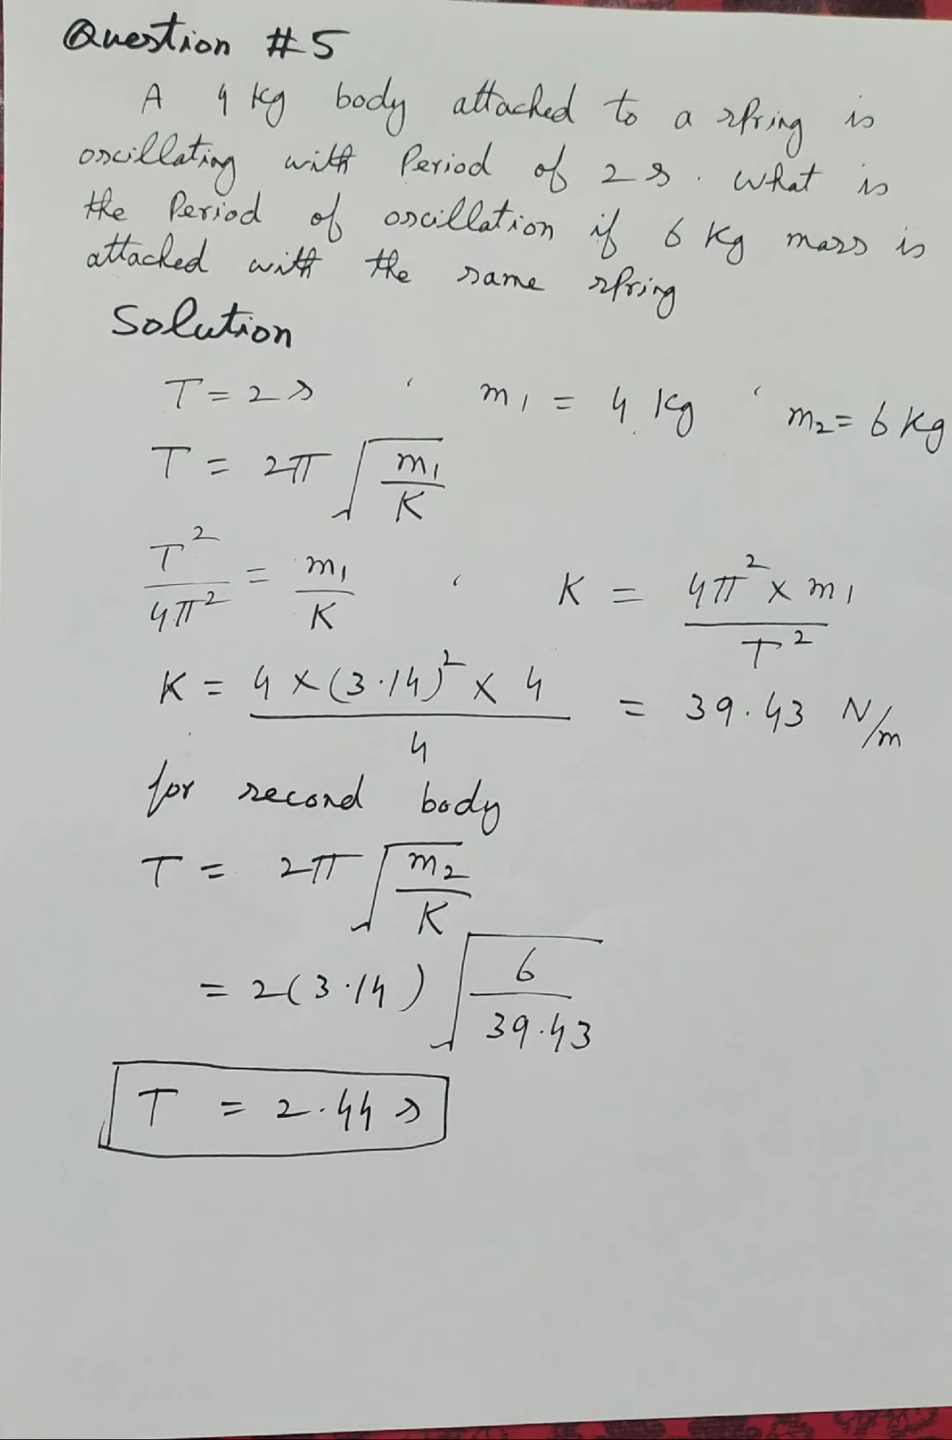 Question #5
A 4 kg body attached to a spring is
oscillating with Period of 2 s. what is
the Period of oscillation if 6 kg mass is
attached with the same spring
Solution
T = 2 s , m₁ = 4 kg , m₂ = 6 kg
T = 2π √(m₁/K)
T²/4π² = m₁/K , K = 4π² × m₁/T²
K = 4 × (3.14)² × 4/4 = 39.43 N/m
for second body
T = 2π √(m₂/K)
= 2(3.14) √(6/39.43)
T = 2.44 s